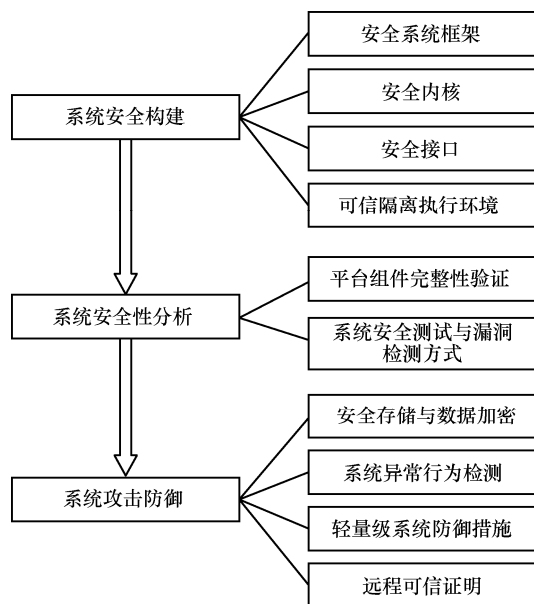 系统安全构建
安全系统框架
安全内核
安全接口
可信隔离执行环境
系统安全性分析
平台组件完整性验证
系统安全测试与漏洞
检测方式
系统攻击防御
安全存储与数据加密
系统异常行为检测
轻量级系统防御措施
远程可信证明